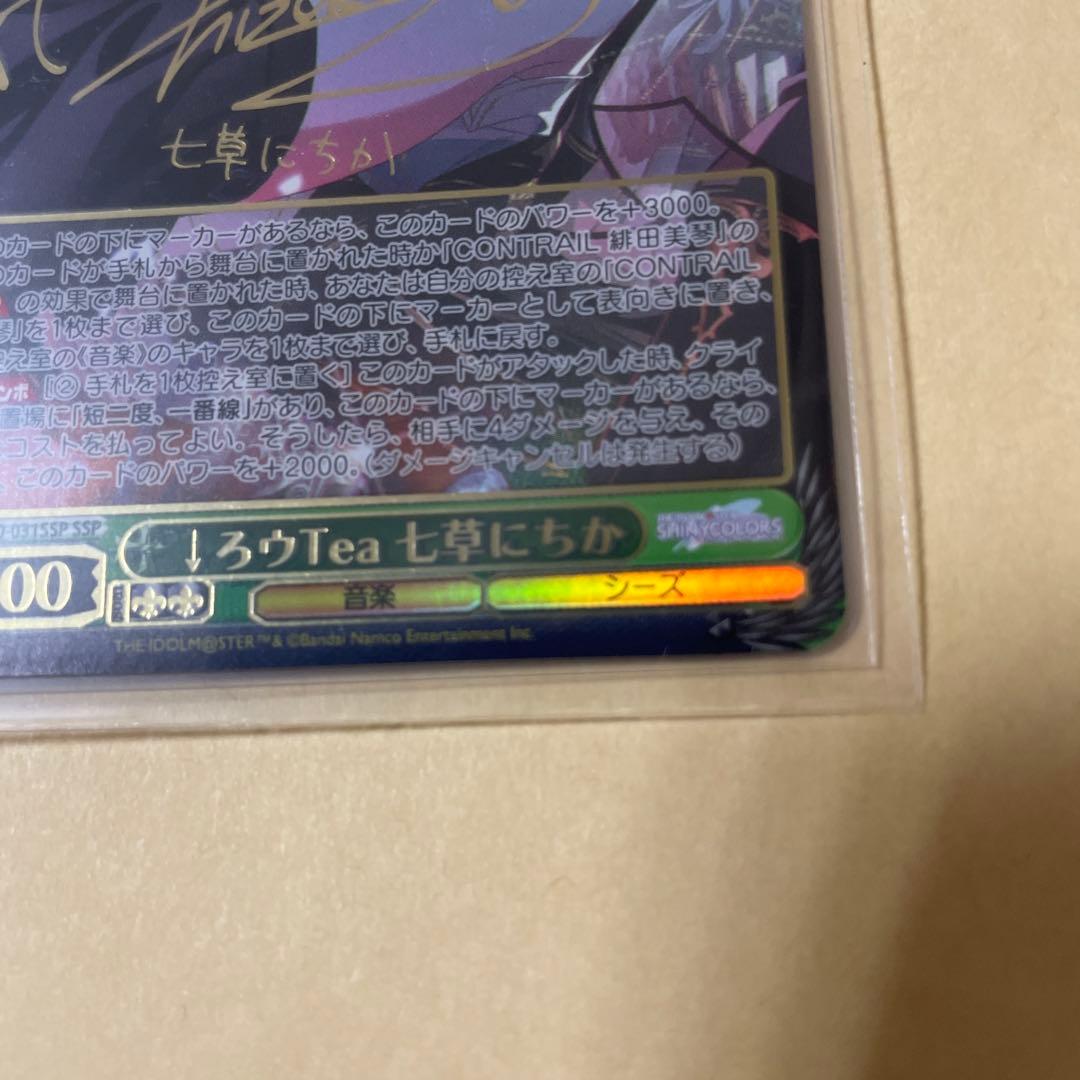 七草にちか
のカードの下にマーカーがあるなら、このカードのパワーを+3000.
のカードが手札から舞台に置かれた時か「CONTRAIL 緋田美琴」の
の効果で舞台に置かれた時、あなたは自分の控え室の「CONTRAIL
琴」を1枚まで選び、このカードの下にマーカーとして表向きに置き、
控え室の《音楽》のキャラを1枚まで選び、手札に戻す.
ンボ [② 手札を1枚控え室に置く] このカードがアタックした時、クライ
置場に「短二度、一番線」があり、このカードの下にマーカーがあるなら、
コストを払ってよい. そうしたら、相手に4ダメージを与え、その
、このカードのパワーを+2000.(ダメージキャンセルは発生する)
-031SSP SSP
↓ろウTea 七草にちか
SHINYCOLORS
00
音楽
シーズ
THE IDOLM@STER™& ©Bandai Namco Entertainment Inc.